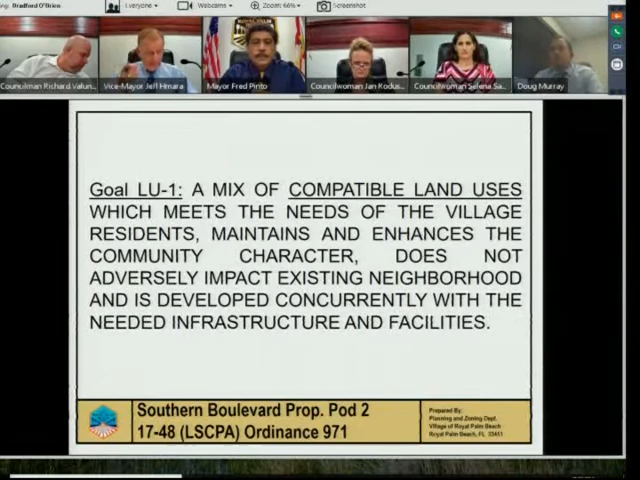 Bradford O'Brien
Everyone
Webcams
Zoom: 66%
Screenshot
Councilman Richard Valun...
Vice-Mayor Jeff Hmara
Mayor Fred Pinto
Councilwoman Jan Rodus...
Councilwoman Selena Sa...
Doug Murray
Goal LU-1: A MIX OF COMPATIBLE LAND USES
WHICH MEETS THE NEEDS OF THE VILLAGE
RESIDENTS, MAINTAINS AND ENHANCES THE
COMMUNITY CHARACTER, DOES NOT
ADVERSELY IMPACT EXISTING NEIGHBORHOOD
AND IS DEVELOPED CONCURRENTLY WITH THE
NEEDED INFRASTRUCTURE AND FACILITIES.
Southern Boulevard Prop. Pod 2
17-48 (LSCPA) Ordinance 971
Prepared By:
Planning and Zoning Dept.
Village of Royal Palm Beach
Royal Palm Beach, FL 33411